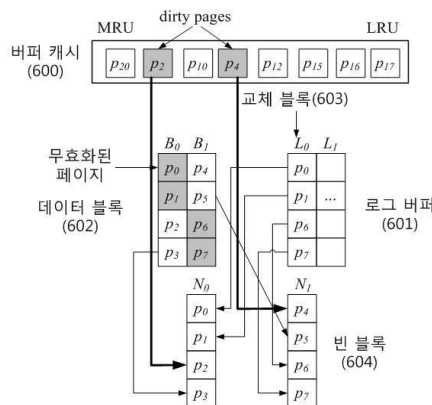 dirty pages
MRU
LRU
버퍼 캐시
(600)
p20 p2 p10 p4 p12 p15 p16 p17
교체 블록(603)
B0 B1
L0 L1
무효화된
페이지
데이터 블록
(602)
p0 p4
p1 p5
p2 p6
p3 p7
p0
p1 ...
p6
p7
로그 버퍼
(601)
N0
N1
p0 p4
p1 p5
p2 p6
p3 p7
빈 블록
(604)